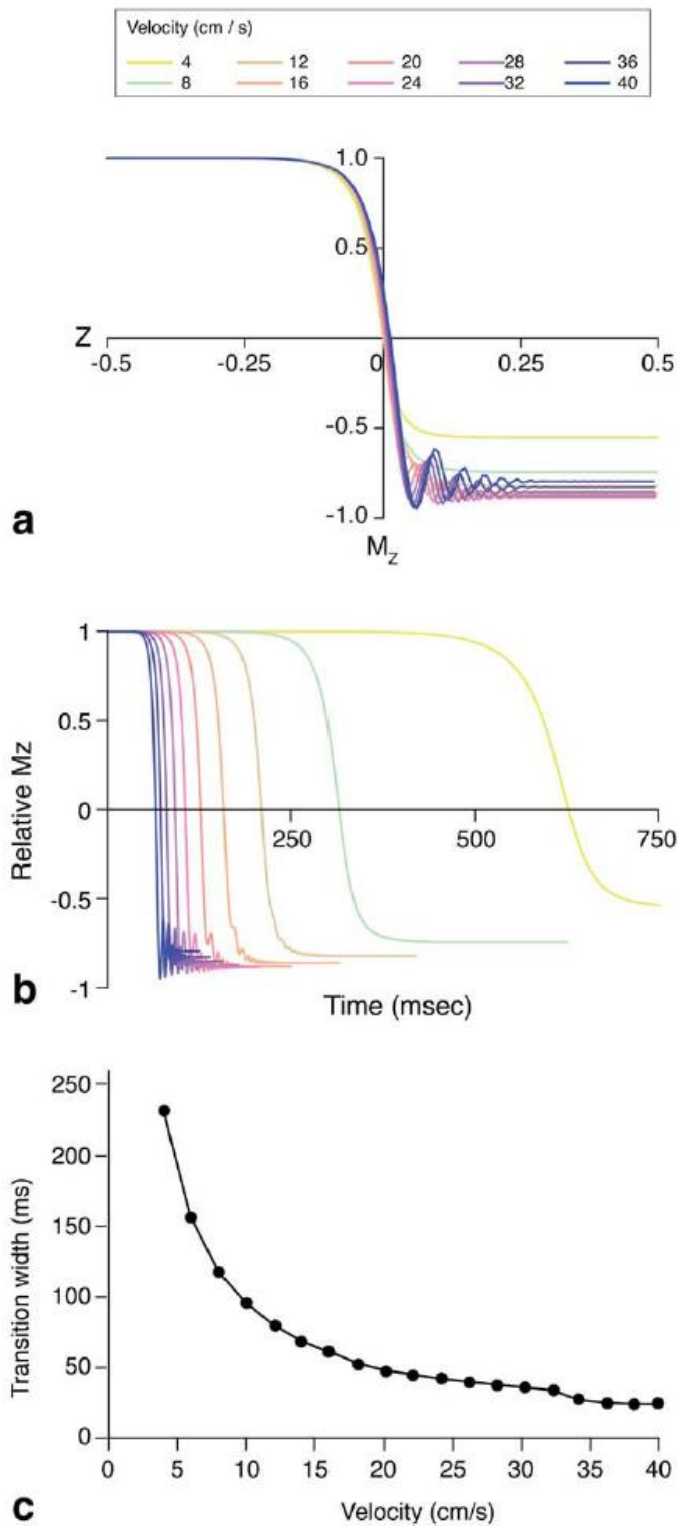 Velocity (cm / s)
4 12 20 28 36
8 16 24 32 40
1.0
0.5
Z
-0.5 -0.25 0 0.25 0.5
-0.5
-1.0
a
M_Z
1
0.5
0
250 500 750
-0.5
-1
Relative Mz
Time (msec)
b
250
200
150
100
50
0
Transition width (ms)
0 5 10 15 20 25 30 35 40
Velocity (cm/s)
c